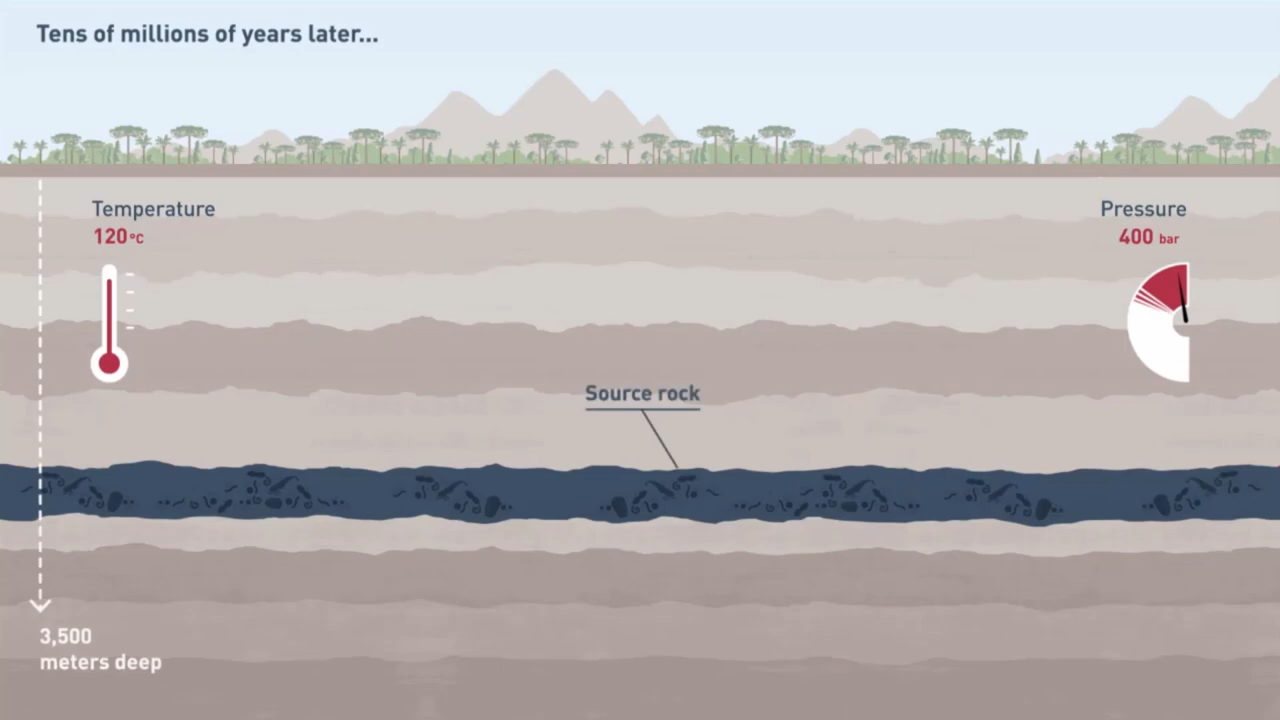 Tens of millions of years later...
Temperature
120°C
Pressure
400 bar
Source rock
3,500
meters deep